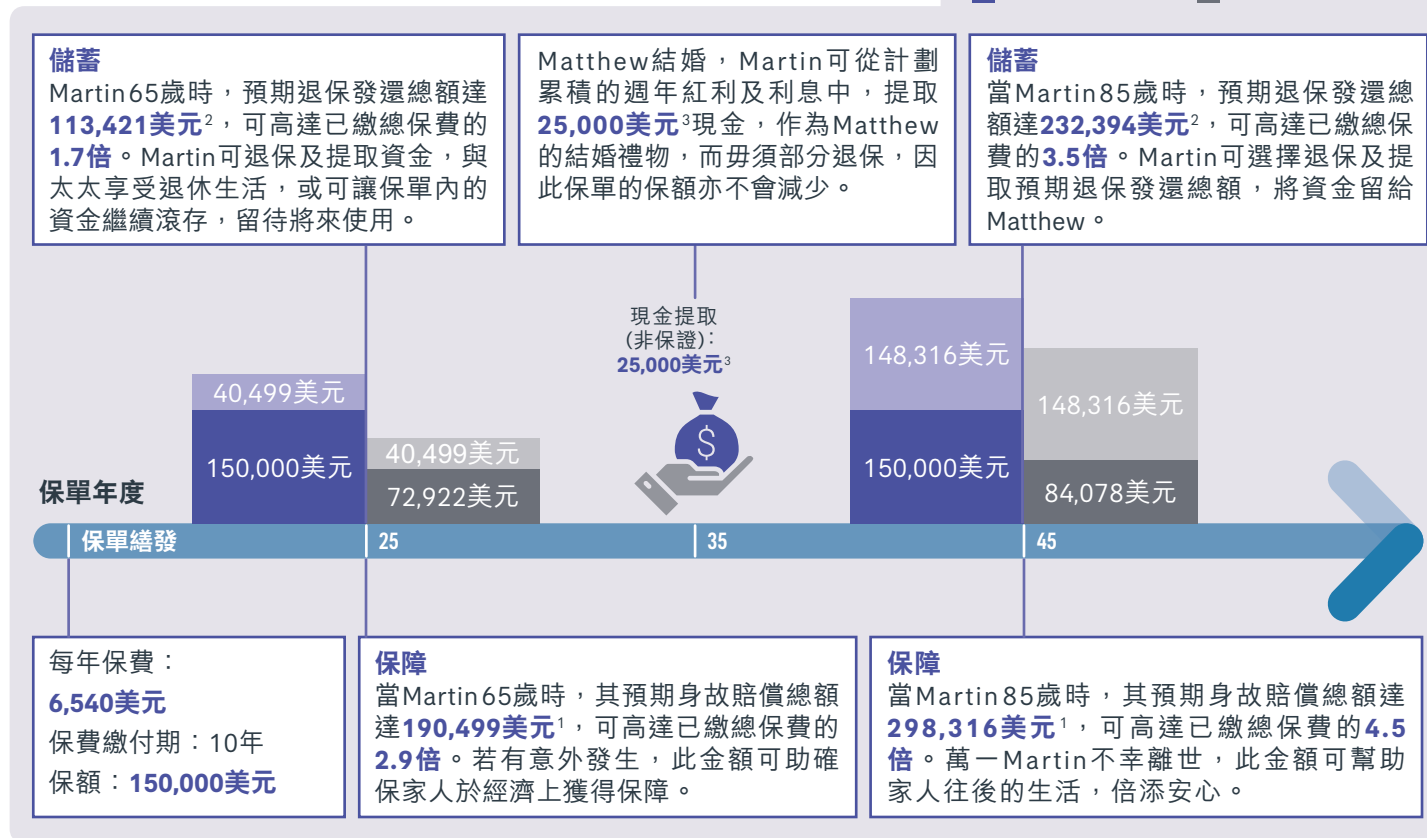 儲蓄
Martin65歲時，預期退保發還總額達
113,421美元2，可高達已繳總保費的
1.7倍。Martin可退保及提取資金，與
太太享受退休生活，或可讓保單內的
資金繼續滾存，留待將來使用。
Matthew結婚，Martin可從計劃
累積的週年紅利及利息中，提取
25,000美元3現金，作為Matthew
的結婚禮物，而毋須部分退保，因
此保單的保額亦不會減少。
儲蓄
當Martin85歲時，預期退保發還總
額達232,394美元2，可高達已繳總保
費的3.5倍。Martin可選擇退保及提
取預期退保發還總額，將資金留給
Matthew。
現金提取
(非保證)：
25,000美元3
$
40,499美元
150,000美元
40,499美元
72,922美元
148,316美元
150,000美元
148,316美元
84,078美元
保單年度
保單繕發
25
35
45
每年保費：
6,540美元
保費繳付期：10年
保額：150,000美元
保障
當Martin65歲時，其預期身故賠償總額
達190,499美元1，可高達已繳總保費的
2.9倍。若有意外發生，此金額可助確
保家人於經濟上獲得保障。
保障
當Martin85歲時，其預期身故賠償總額達
298,316美元1，可高達已繳總保費的4.5
倍。萬一Martin不幸離世，此金額可幫助
家人往後的生活，倍添安心。